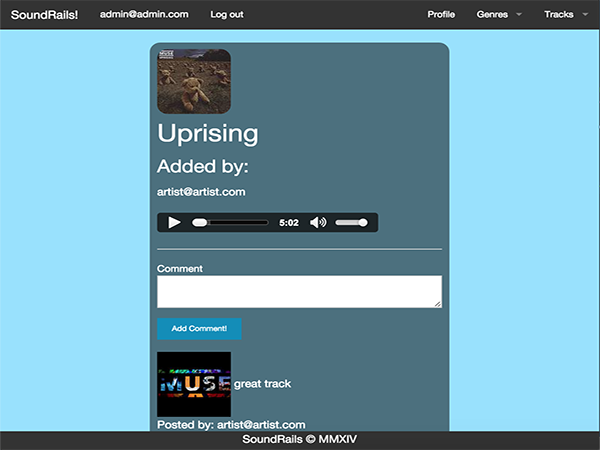 SoundRails! admin@admin.com Log out Profile Genres Tracks
MUSE
Uprising
Added by:
artist@artist.com
5:02
Comment
Add Comment!
MUSE great track
Posted by: artist@artist.com
SoundRails © MMXIV